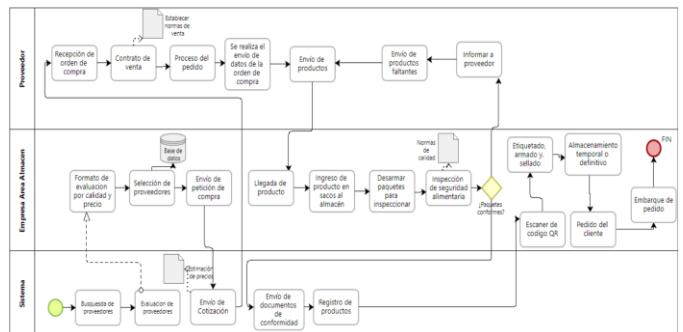 Proveedor
Establecer
normas de
venta
Recepción de
orden de
compra
Contrato de
venta
Proceso del
pedido
Se realiza el
envío de
datos de la
orden de
compra
Envío de
productos
Envío de
productos
faltantes
Informar a
proveedor
Empresa Area Almacen
Formato de
evaluacion
por calidad y
precio
Base de
datos
Selección de
proveedores
Envío de
petición de
compra
Llegada de
producto
Ingreso de
producto en
sacos al
almacén
Desarmar
paquetes para
inspeccionar
Normas
de
calidad
Inspección
de seguridad
alimentaria
¿Paquetes
conformes?
Etiquetado,
armado y.
sellado
Escaner de
codigo QR
Almacenamiento
temporal o
definitivo
Pedido del
cliente
Embarque de
pedido
FIN
Sistema
Busqueda de
proveedores
Evaluacion de
proveedores
Cotización
de precios
Envío de
Cotización
Envío de
documentos de
conformidad
Registro de
productos